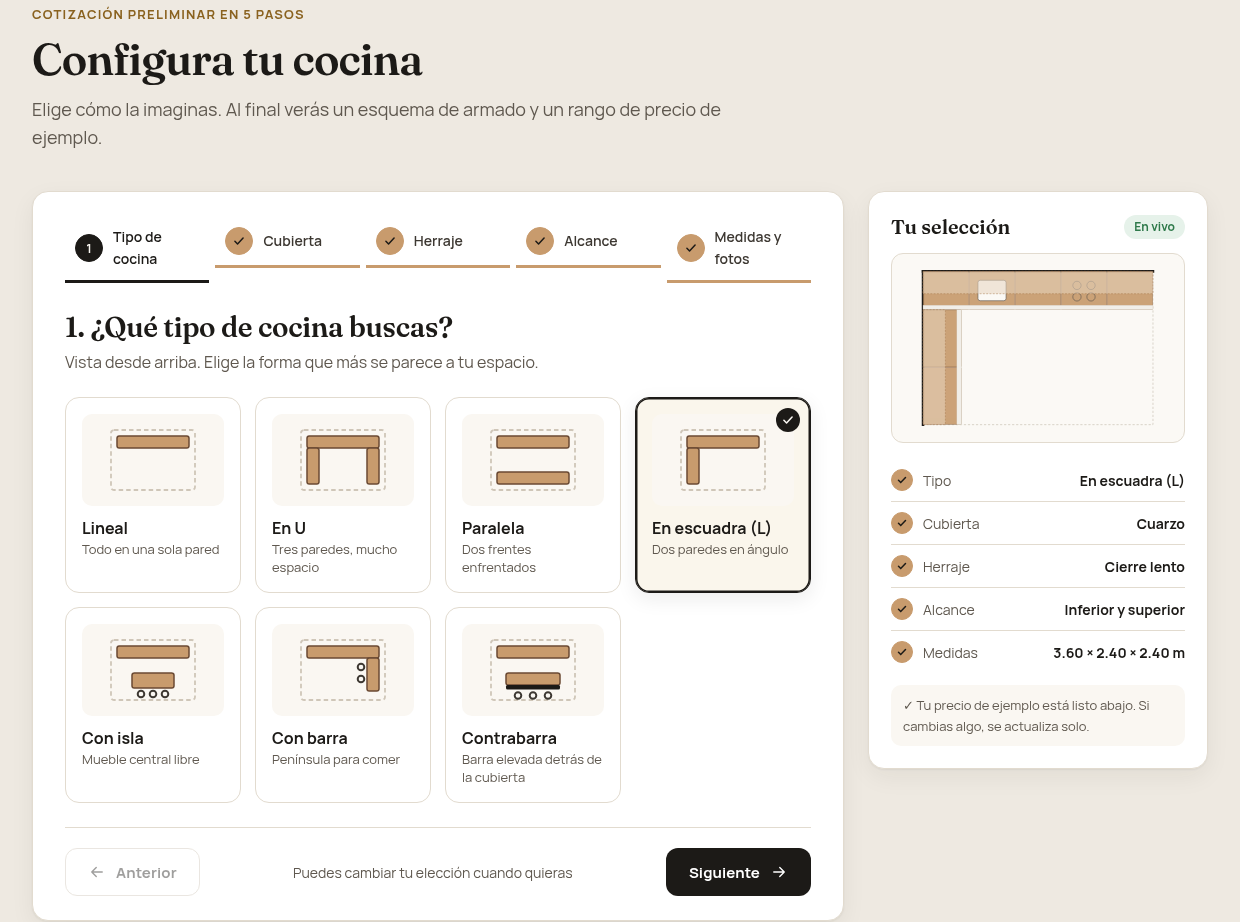 COTIZACIÓN PRELIMINAR EN 5 PASOS
Configura tu cocina
Elige cómo la imaginas. Al final verás un esquema de armado y un rango de precio de
ejemplo.
1
Tipo de
cocina
Cubierta
Herraje
Alcance
Medidas y
fotos
1. ¿Qué tipo de cocina buscas?
Vista desde arriba. Elige la forma que más se parece a tu espacio.
Lineal
Todo en una sola pared
En U
Tres paredes, mucho
espacio
Paralela
Dos frentes
enfrentados
En escuadra (L)
Dos paredes en ángulo
Con isla
Mueble central libre
Con barra
Península para comer
Contrabarra
Barra elevada detrás de
la cubierta
Anterior
Puedes cambiar tu elección cuando quieras
Siguiente
Tu selección
En vivo
Tipo
En escuadra (L)
Cubierta
Cuarzo
Herraje
Cierre lento
Alcance
Inferior y superior
Medidas
3.60 × 2.40 × 2.40 m
✓ Tu precio de ejemplo está listo abajo. Si
cambias algo, se actualiza solo.